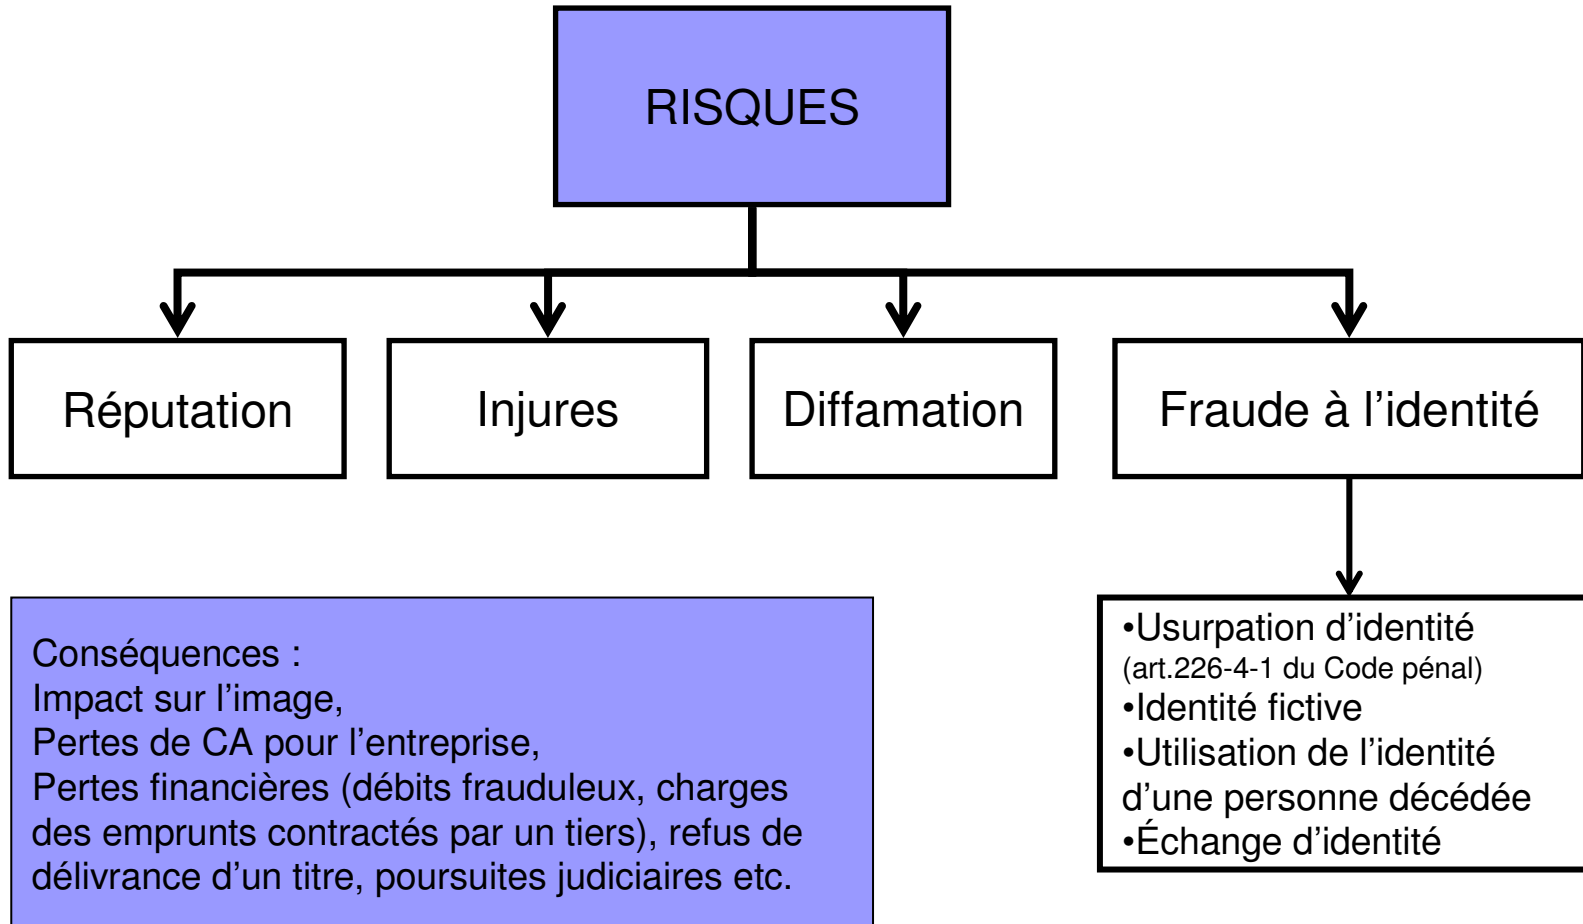 RISQUES
Réputation
Injures
Diffamation
Fraude à l’identité
Conséquences :
Impact sur l’image,
Pertes de CA pour l’entreprise,
Pertes financières (débits frauduleux, charges
des emprunts contractés par un tiers), refus de
délivrance d’un titre, poursuites judiciaires etc.
•Usurpation d’identité
(art.226-4-1 du Code pénal)
•Identité fictive
•Utilisation de l’identité
d’une personne décédée
•Échange d’identité